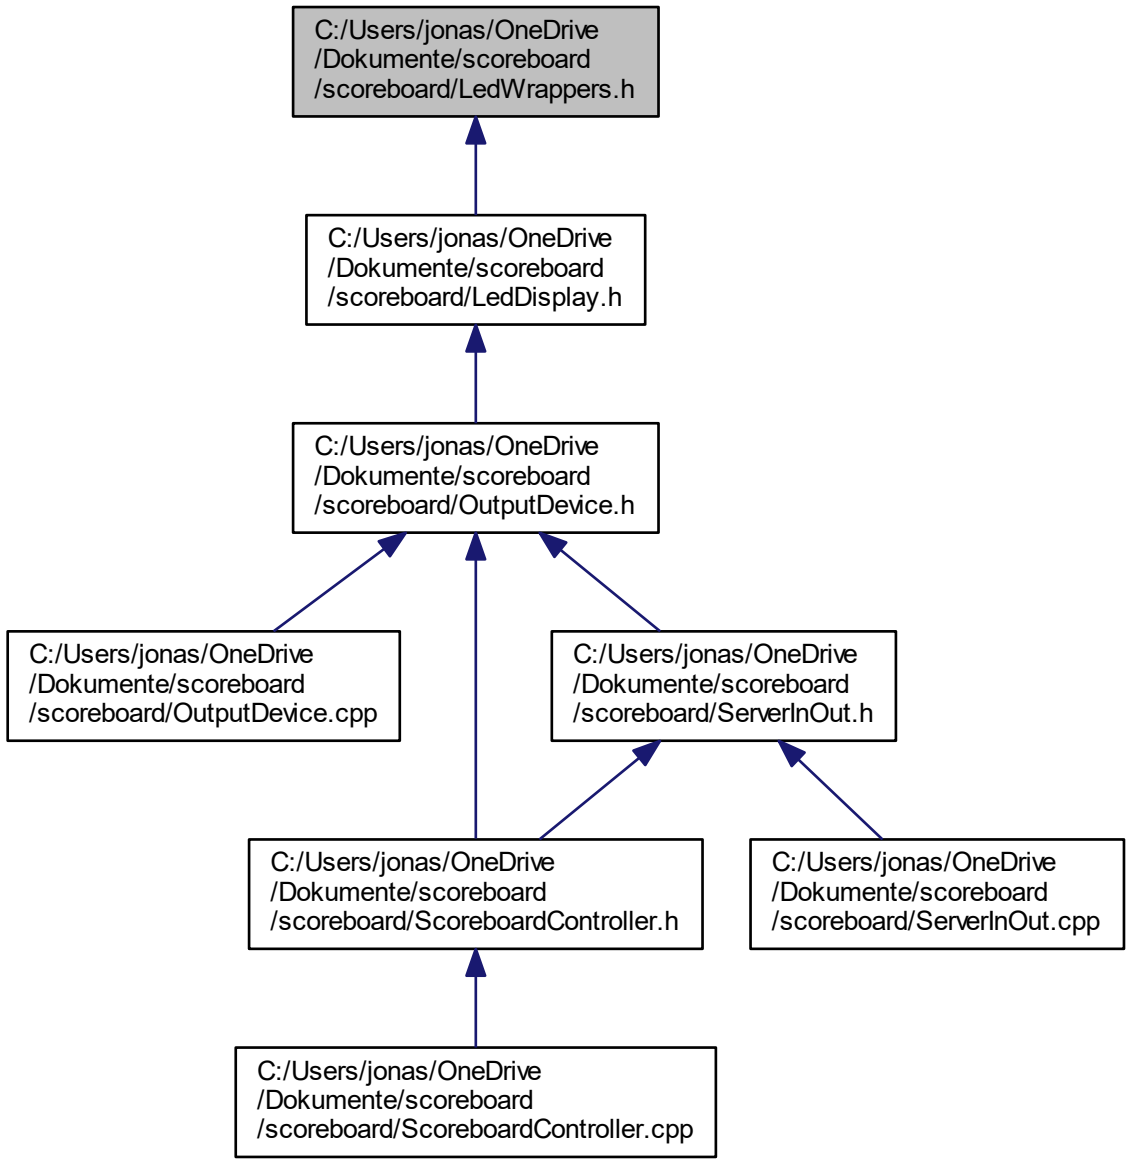 C:/Users/jonas/OneDrive
/Dokumente/scoreboard
/scoreboard/LedWrappers.h
C:/Users/jonas/OneDrive
/Dokumente/scoreboard
/scoreboard/LedDisplay.h
C:/Users/jonas/OneDrive
/Dokumente/scoreboard
/scoreboard/OutputDevice.h
C:/Users/jonas/OneDrive
/Dokumente/scoreboard
/scoreboard/OutputDevice.cpp
C:/Users/jonas/OneDrive
/Dokumente/scoreboard
/scoreboard/ServerInOut.h
C:/Users/jonas/OneDrive
/Dokumente/scoreboard
/scoreboard/ScoreboardController.h
C:/Users/jonas/OneDrive
/Dokumente/scoreboard
/scoreboard/ServerInOut.cpp
C:/Users/jonas/OneDrive
/Dokumente/scoreboard
/scoreboard/ScoreboardController.cpp